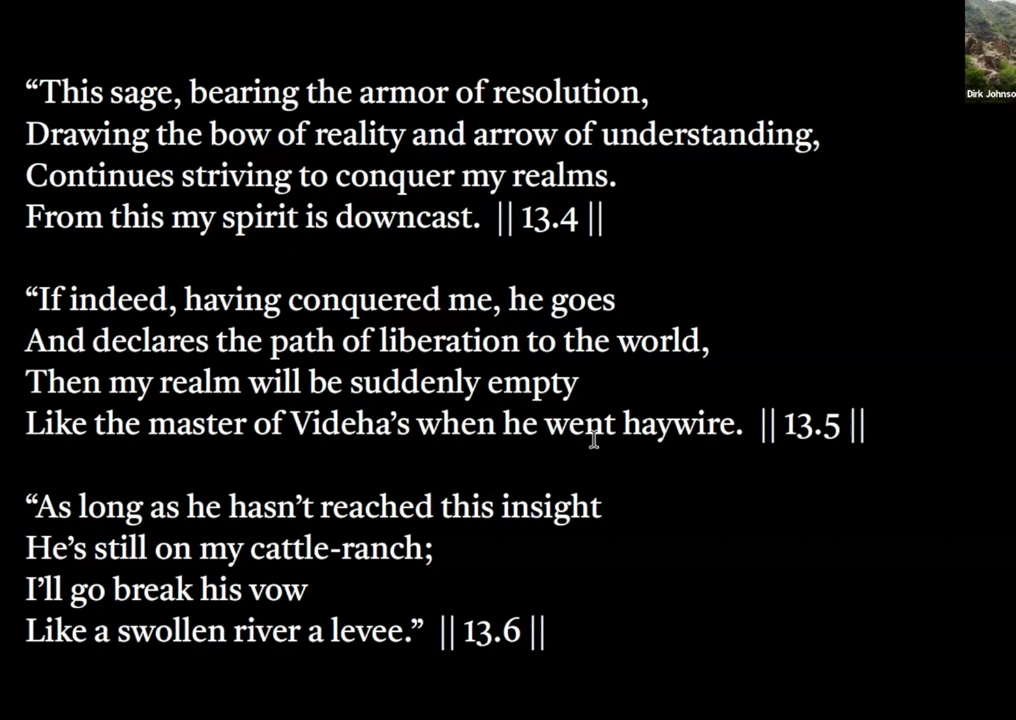 “This sage, bearing the armor of resolution,
Drawing the bow of reality and arrow of understanding,
Continues striving to conquer my realms.
From this my spirit is downcast. || 13.4 ||
“If indeed, having conquered me, he goes
And declares the path of liberation to the world,
Then my realm will be suddenly empty
Like the master of Videha’s when he went haywire. || 13.5 ||
“As long as he hasn’t reached this insight
He’s still on my cattle-ranch;
I’ll go break his vow
Like a swollen river a levee.” || 13.6 ||
Dirk Johnso